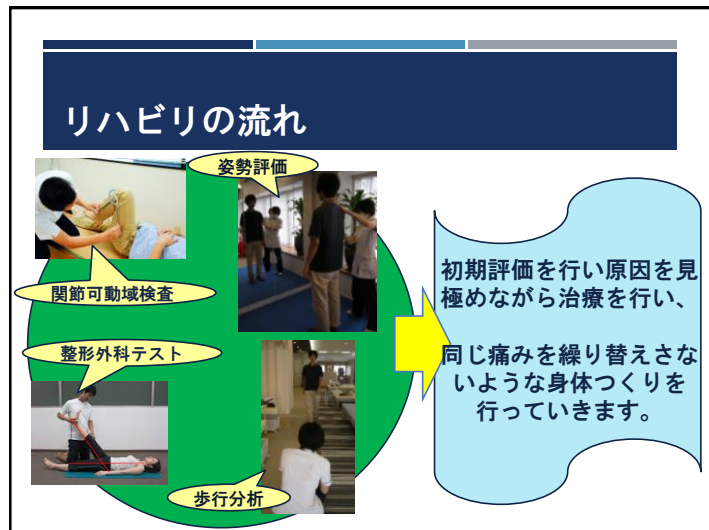 リハビリの流れ
姿勢評価
関節可動域検査
整形外科テスト
歩行分析
初期評価を行い原因を見
極めながら治療を行い、
同じ痛みを繰り替えさな
いような身体つくりを
行っていきます。